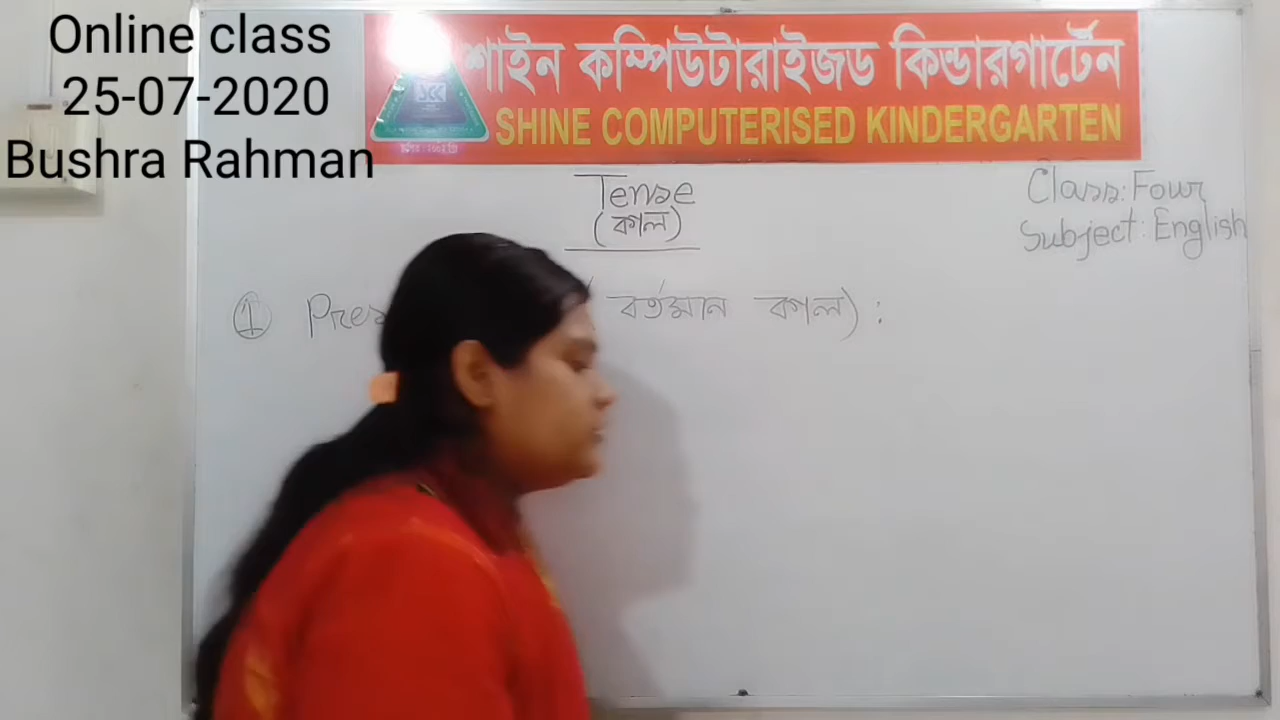 Online class
25-07-2020
Bushra Rahman
শাইন কম্পিউটারাইজড কিন্ডারগার্টেন
SCK
SHINE COMPUTERISED KINDERGARTEN
Tense
(কাল)
Class: Four
Subject: English
① Pres বর্তমান কাল) :